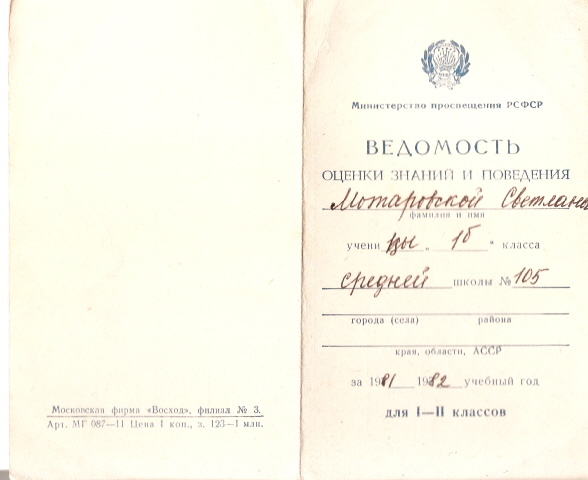 Московская фирма «Восход», филиал № 3.
Арт. МГ 087—11 Цена 1 коп., з. 123—1 млн.
Министерство просвещения РСФСР
ВЕДОМОСТЬ
ОЦЕНКИ ЗНАНИЙ И ПОВЕДЕНИЯ
Мотаровской Светланы
фамилия и имя
учени цы „ 1б " класса
средней школы № 105
города (села) района
края, области, АССР
за 1981 1982 учебный год
для I—II классов